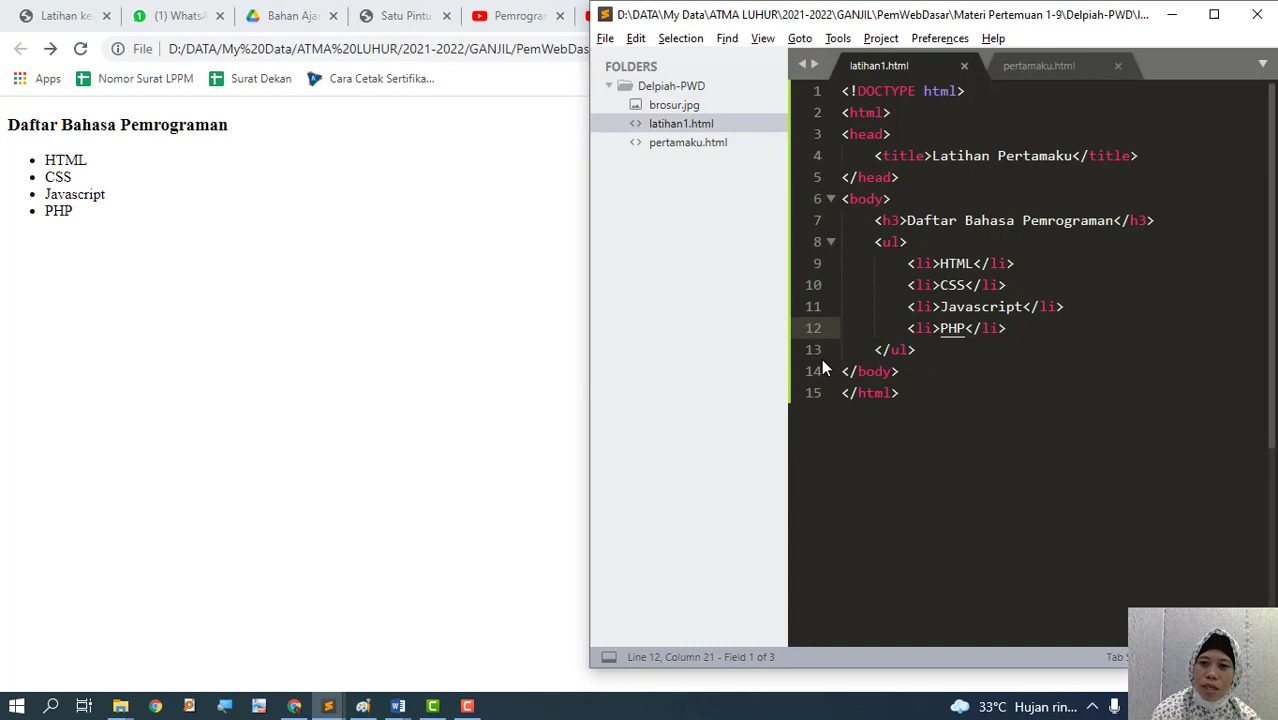 Latihan ke
(1) WhatsA
Bahan Ajar
Satu Pintu
Pemrogran
File D:/DATA/My%20Data/ATMA%20LUHUR/2021-2022/GANJIL/PemWebDas
Apps Nomor Surat LPPM Surat Dekan Cara Cetak Sertifika...
Daftar Bahasa Pemrograman
• HTML
• CSS
• Javascript
• PHP
D:\DATA\My Data\ATMA LUHUR\2021-2022\GANJIL\PemWebDasar\Materi Pertemuan 1-9\Delpiah-PWD\l...
File Edit Selection Find View Goto Tools Project Preferences Help
FOLDERS
Delpiah-PWD
brosur.jpg
latihan1.html
pertamaku.html
latihan1.html pertamaku.html
1 <!DOCTYPE html>
2 <html>
3 <head>
4 <title>Latihan Pertamaku</title>
5 </head>
6 <body>
7 <h3>Daftar Bahasa Pemrograman</h3>
8 <ul>
9 <li>HTML</li>
10 <li>CSS</li>
11 <li>Javascript</li>
12 <li>PHP</li>
13 </ul>
14 </body>
15 </html>
Line 12, Column 21 - Field 1 of 3
Tab S
33°C Hujan rin...